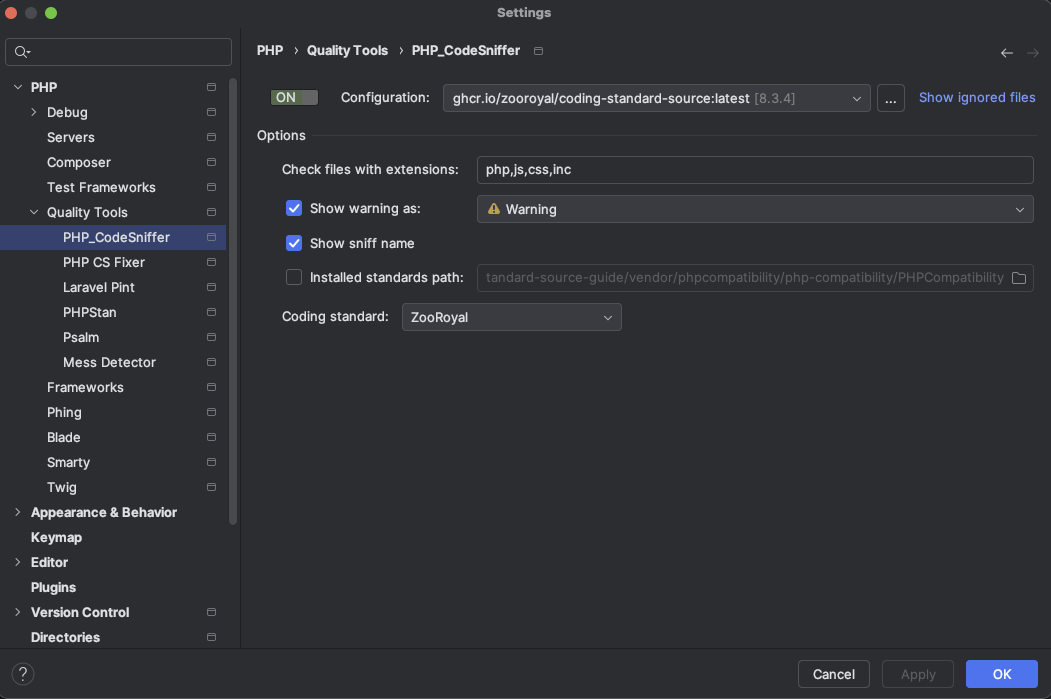 Settings
PHP
Debug
Servers
Composer
Test Frameworks
Quality Tools
PHP_CodeSniffer
PHP CS Fixer
Laravel Pint
PHPStan
Psalm
Mess Detector
Frameworks
Phing
Blade
Smarty
Twig
Appearance & Behavior
Keymap
Editor
Plugins
Version Control
Directories
PHP › Quality Tools › PHP_CodeSniffer
ON Configuration: ghcr.io/zooroyal/coding-standard-source:latest [8.3.4] ... Show ignored files
Options
Check files with extensions: php,js,css,inc
Show warning as: Warning
Show sniff name
Installed standards path: tandard-source-guide/vendor/phpcompatibility/php-compatibility/PHPCompatibility
Coding standard: ZooRoyal
? Cancel Apply OK